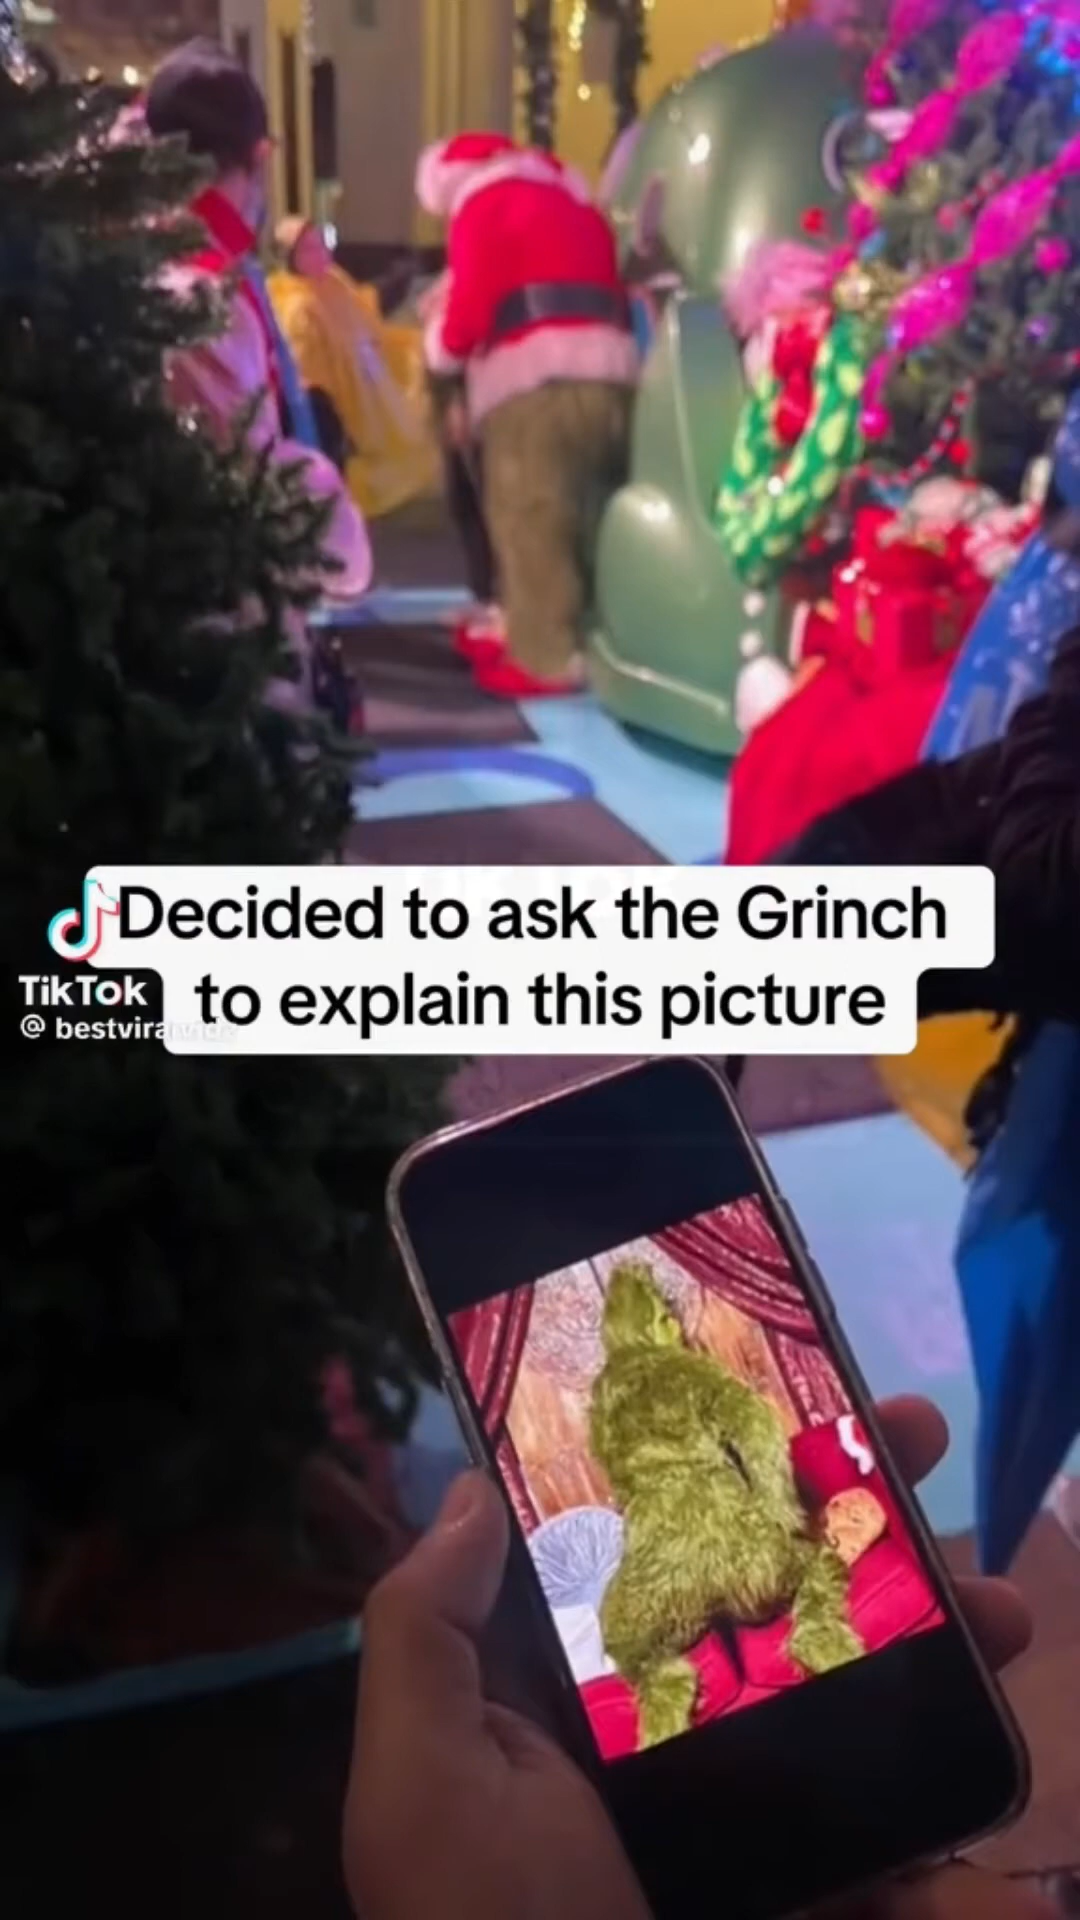 Decided to ask the Grinch
to explain this picture
TikTok